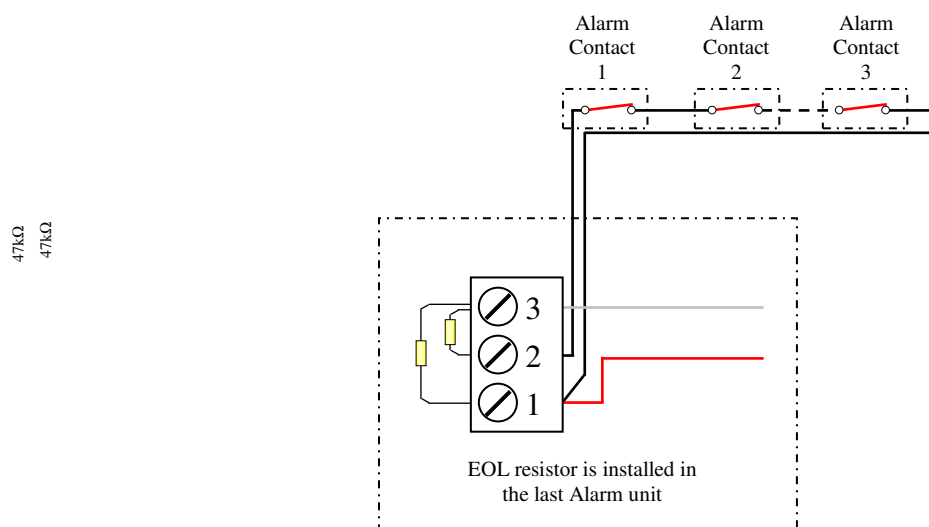 Alarm
Contact
1
Alarm
Contact
2
Alarm
Contact
3
47kΩ
47kΩ
3
2
1
EOL resistor is installed in
the last Alarm unit